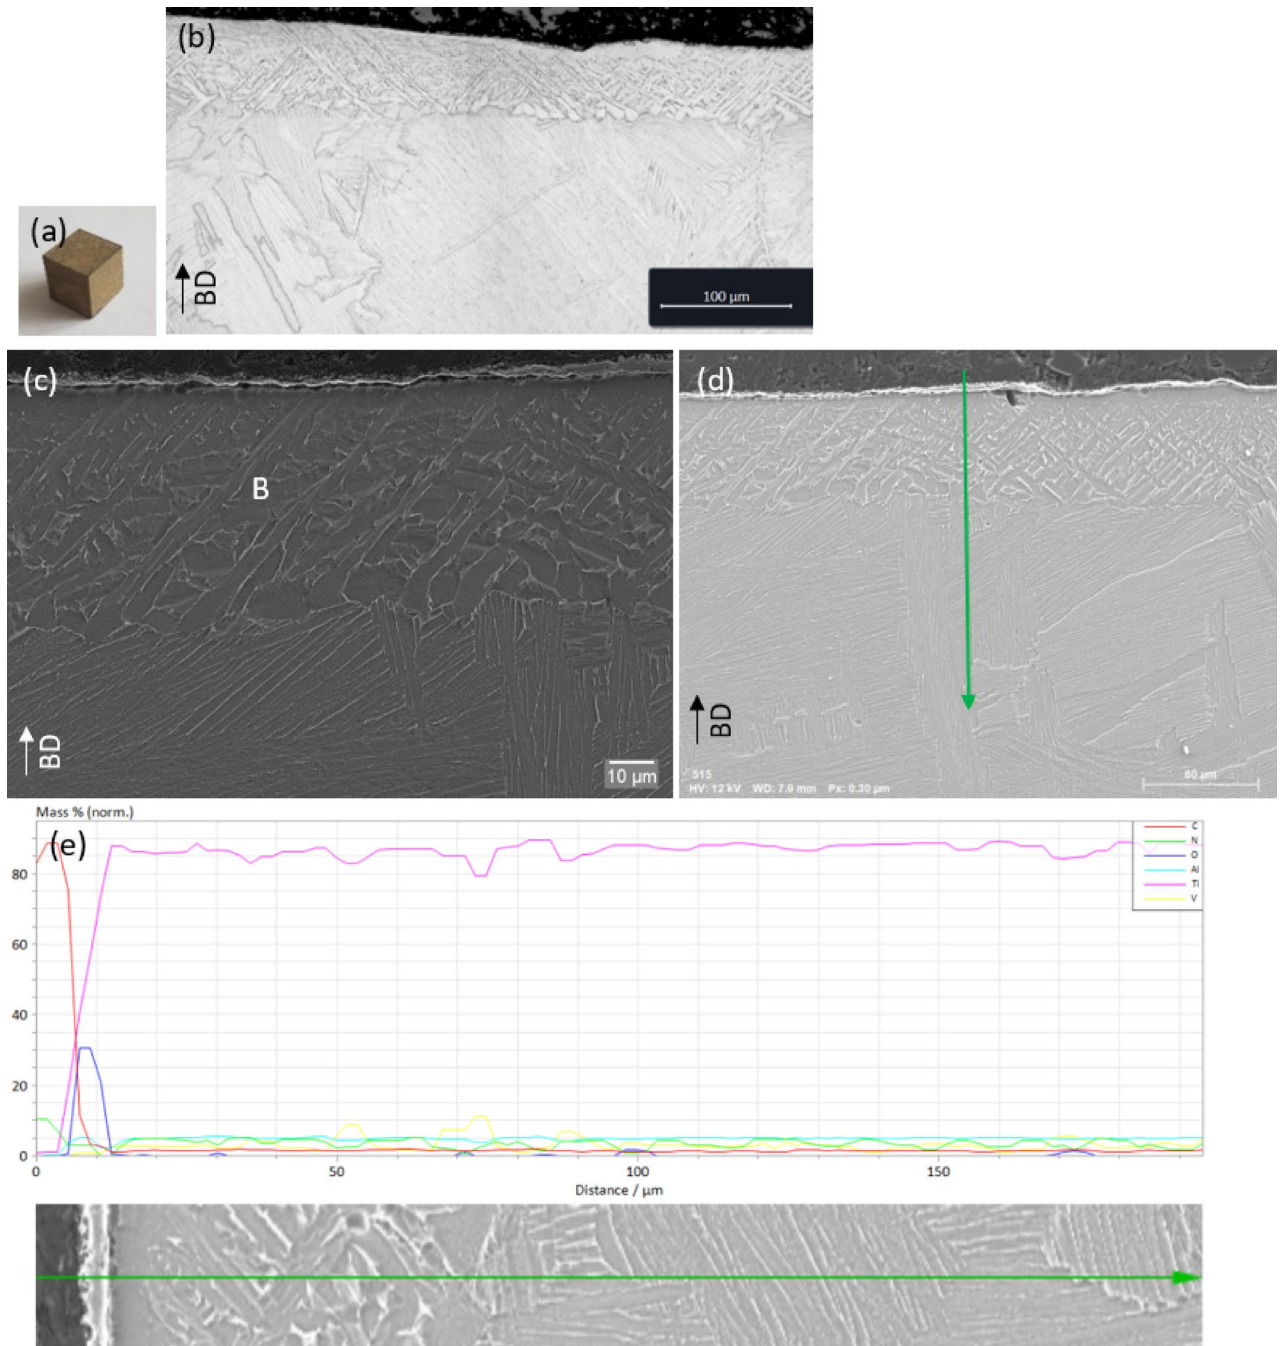 (a)
(b)
BD
100 µm
(c)
B
BD
10 µm
(d)
BD
515
HV: 12 kV WD: 7.9 mm Px: 0.30 µm
60 µm
Mass % (norm.)
(e)
C
N
O
Al
Ti
V
80
60
40
20
0
0 50 100 150
Distance / µm